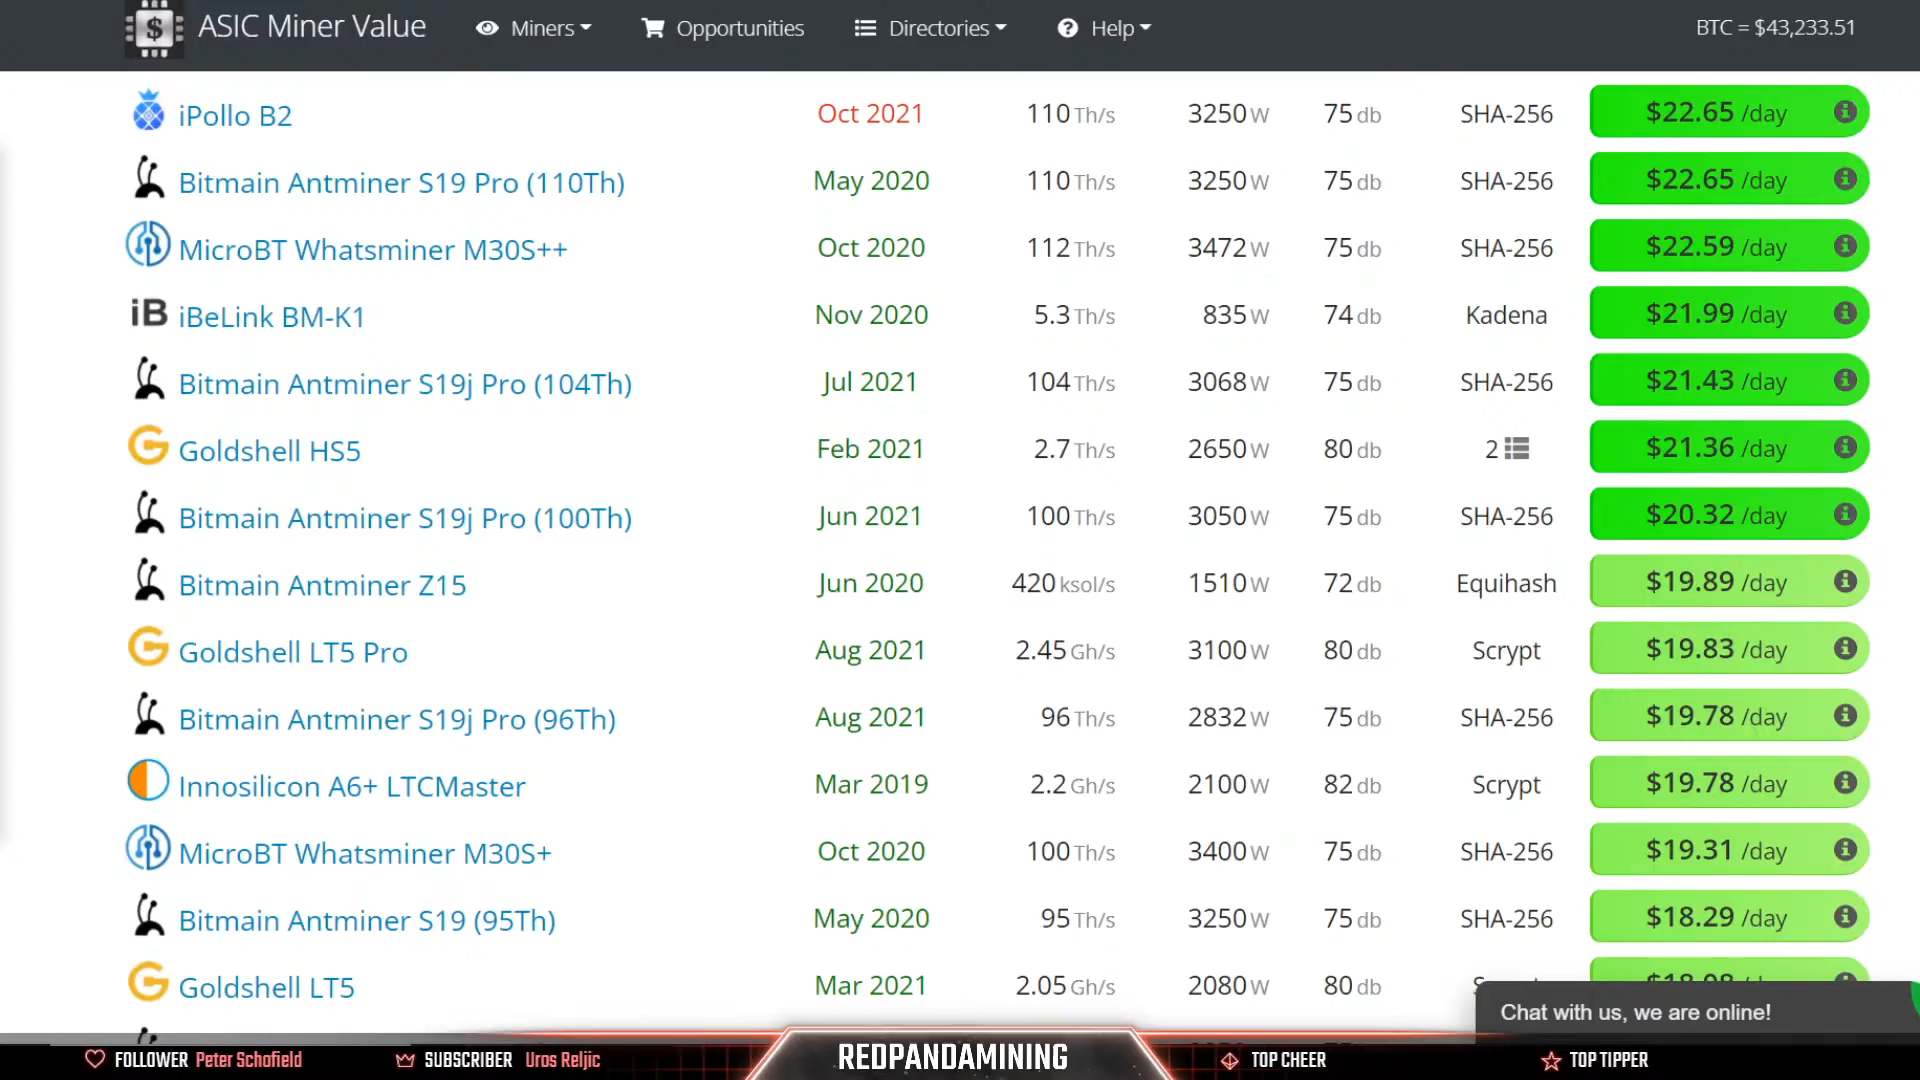 ASIC Miner Value Miners Opportunities Directories Help BTC = $43,233.51
iPollo B2 Oct 2021 110 Th/s 3250 W 75 db SHA-256 $22.65 /day
Bitmain Antminer S19 Pro (110Th) May 2020 110 Th/s 3250 W 75 db SHA-256 $22.65 /day
MicroBT Whatsminer M30S++ Oct 2020 112 Th/s 3472 W 75 db SHA-256 $22.59 /day
iB iBeLink BM-K1 Nov 2020 5.3 Th/s 835 W 74 db Kadena $21.99 /day
Bitmain Antminer S19j Pro (104Th) Jul 2021 104 Th/s 3068 W 75 db SHA-256 $21.43 /day
Goldshell HS5 Feb 2021 2.7 Th/s 2650 W 80 db 2 $21.36 /day
Bitmain Antminer S19j Pro (100Th) Jun 2021 100 Th/s 3050 W 75 db SHA-256 $20.32 /day
Bitmain Antminer Z15 Jun 2020 420 ksol/s 1510 W 72 db Equihash $19.89 /day
Goldshell LT5 Pro Aug 2021 2.45 Gh/s 3100 W 80 db Scrypt $19.83 /day
Bitmain Antminer S19j Pro (96Th) Aug 2021 96 Th/s 2832 W 75 db SHA-256 $19.78 /day
Innosilicon A6+ LTCMaster Mar 2019 2.2 Gh/s 2100 W 82 db Scrypt $19.78 /day
MicroBT Whatsminer M30S+ Oct 2020 100 Th/s 3400 W 75 db SHA-256 $19.31 /day
Bitmain Antminer S19 (95Th) May 2020 95 Th/s 3250 W 75 db SHA-256 $18.29 /day
Goldshell LT5 Mar 2021 2.05 Gh/s 2080 W 80 db
Chat with us, we are online!
FOLLOWER Peter Schofield SUBSCRIBER Uros Reljic REDPANDAMINING TOP CHEER TOP TIPPER